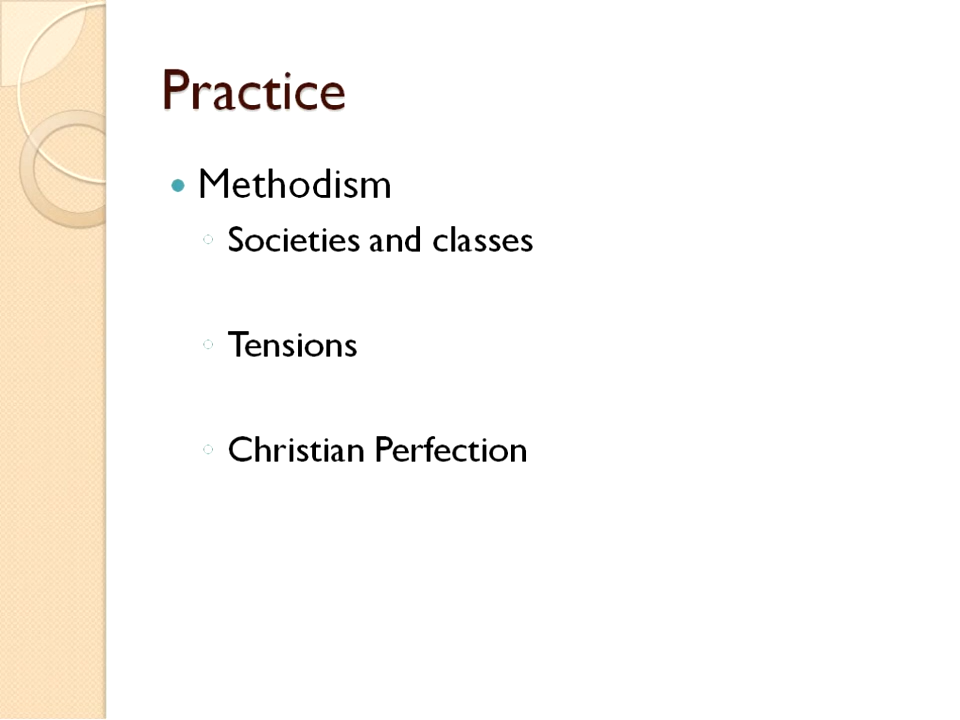 Practice
Methodism
Societies and classes
Tensions
Christian Perfection